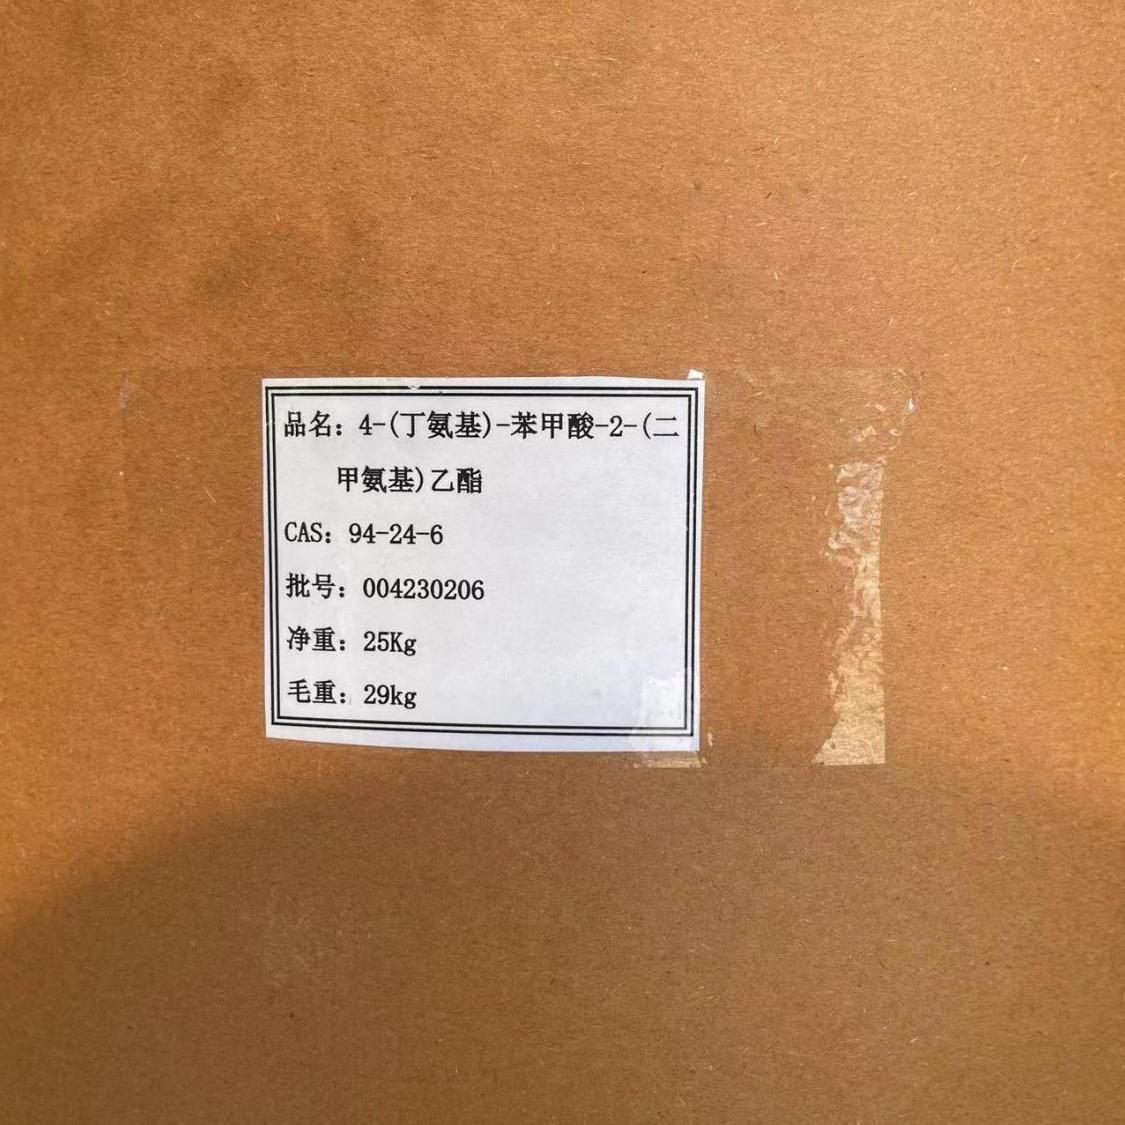 品名：4-(丁氨基)-苯甲酸-2-(二
甲氨基)乙酯
CAS：94-24-6
批号：004230206
净重：25Kg
毛重：29kg